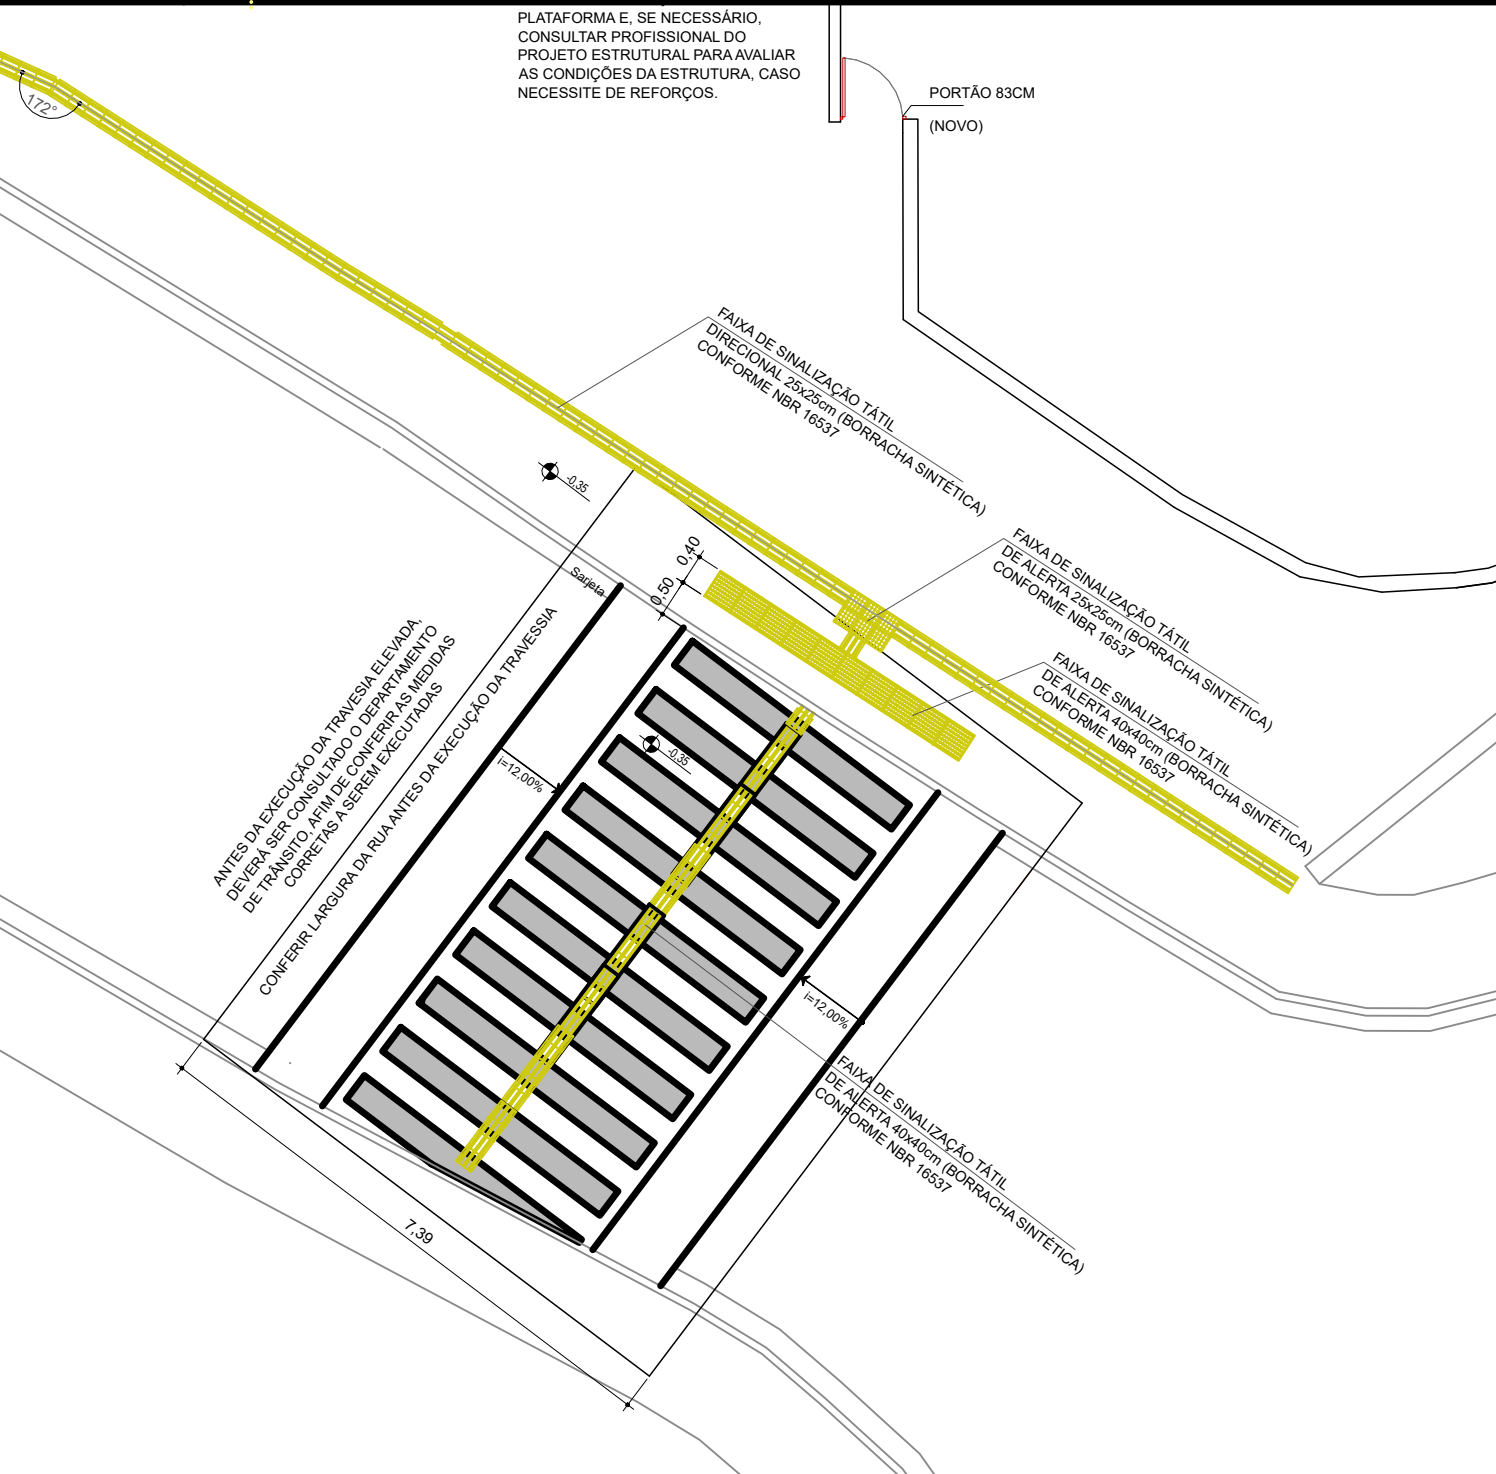 PLATAFORMA E, SE NECESSÁRIO,
CONSULTAR PROFISSIONAL DO
PROJETO ESTRUTURAL PARA AVALIAR
AS CONDIÇÕES DA ESTRUTURA, CASO
NECESSITE DE REFORÇOS.
PORTÃO 83CM
(NOVO)
172°
FAIXA DE SINALIZAÇÃO TÁTIL
DIRECIONAL 25x25cm (BORRACHA SINTÉTICA)
CONFORME NBR 16537
-0,35
FAIXA DE SINALIZAÇÃO TÁTIL
DE ALERTA 25x25cm (BORRACHA SINTÉTICA)
CONFORME NBR 16537
0,40
0,50
Sarjeta
FAIXA DE SINALIZAÇÃO TÁTIL
DE ALERTA 40x40cm (BORRACHA SINTÉTICA)
CONFORME NBR 16537
ANTES DA EXECUÇÃO DA TRAVESIA ELEVADA,
DEVERÁ SER CONSULTADO O DEPARTAMENTO
DE TRÂNSITO, AFIM DE CONFERIR AS MEDIDAS
CORRETAS A SEREM EXECUTADAS
CONFERIR LARGURA DA RUA ANTES DA EXECUÇÃO DA TRAVESSIA
-0,35
i=12,00%
i=12,00%
FAIXA DE SINALIZAÇÃO TÁTIL
DE ALERTA 40x40cm (BORRACHA SINTÉTICA)
CONFORME NBR 16537
7,39